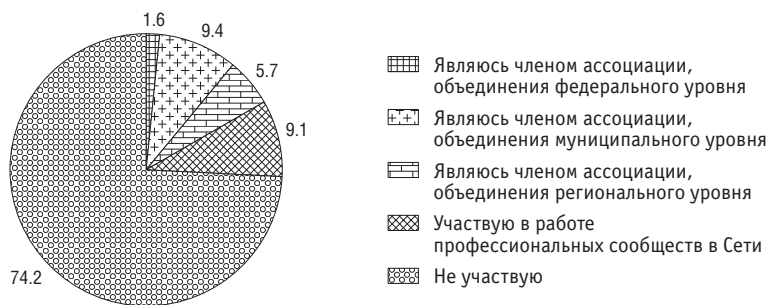 1.6
9.4
5.7
9.1
74.2
Являюсь членом ассоциации,
объединения федерального уровня
Являюсь членом ассоциации,
объединения муниципального уровня
Являюсь членом ассоциации,
объединения регионального уровня
Участвую в работе
профессиональных сообществ в Сети
Не участвую